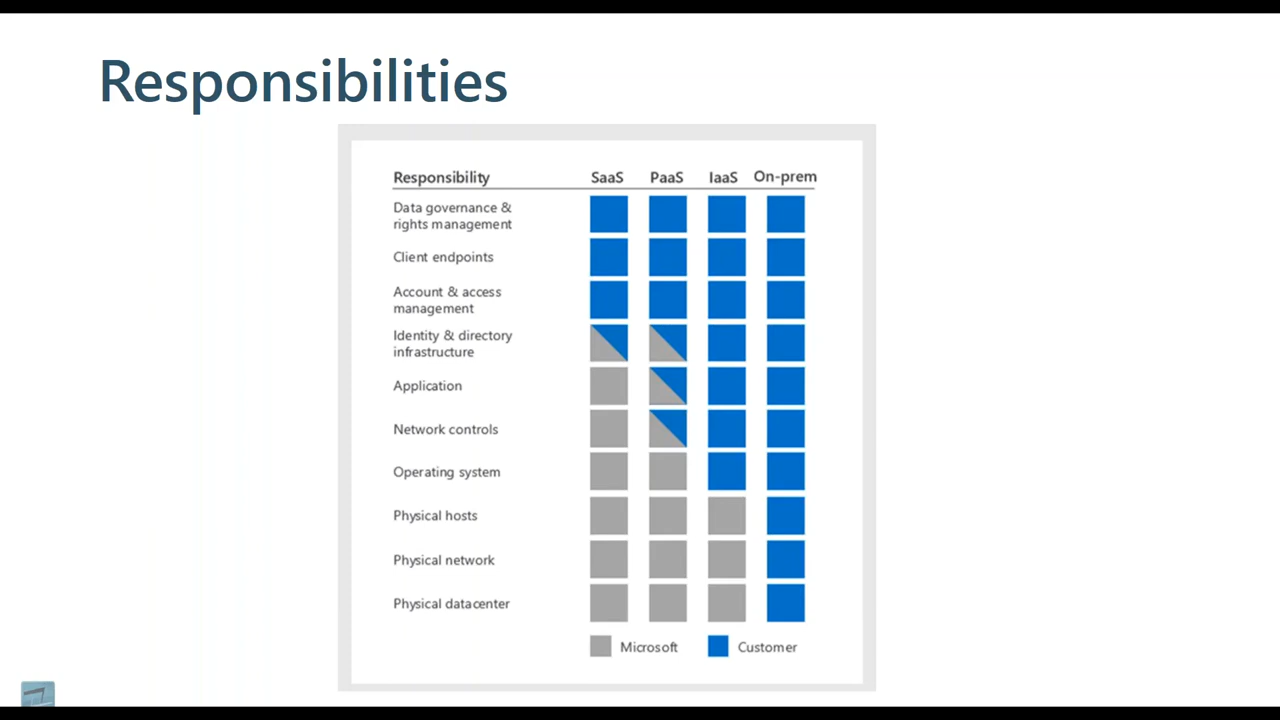 Responsibilities
Responsibility SaaS PaaS IaaS On-prem
Data governance &
rights management
Client endpoints
Account & access
management
Identity & directory
infrastructure
Application
Network controls
Operating system
Physical hosts
Physical network
Physical datacenter
Microsoft Customer